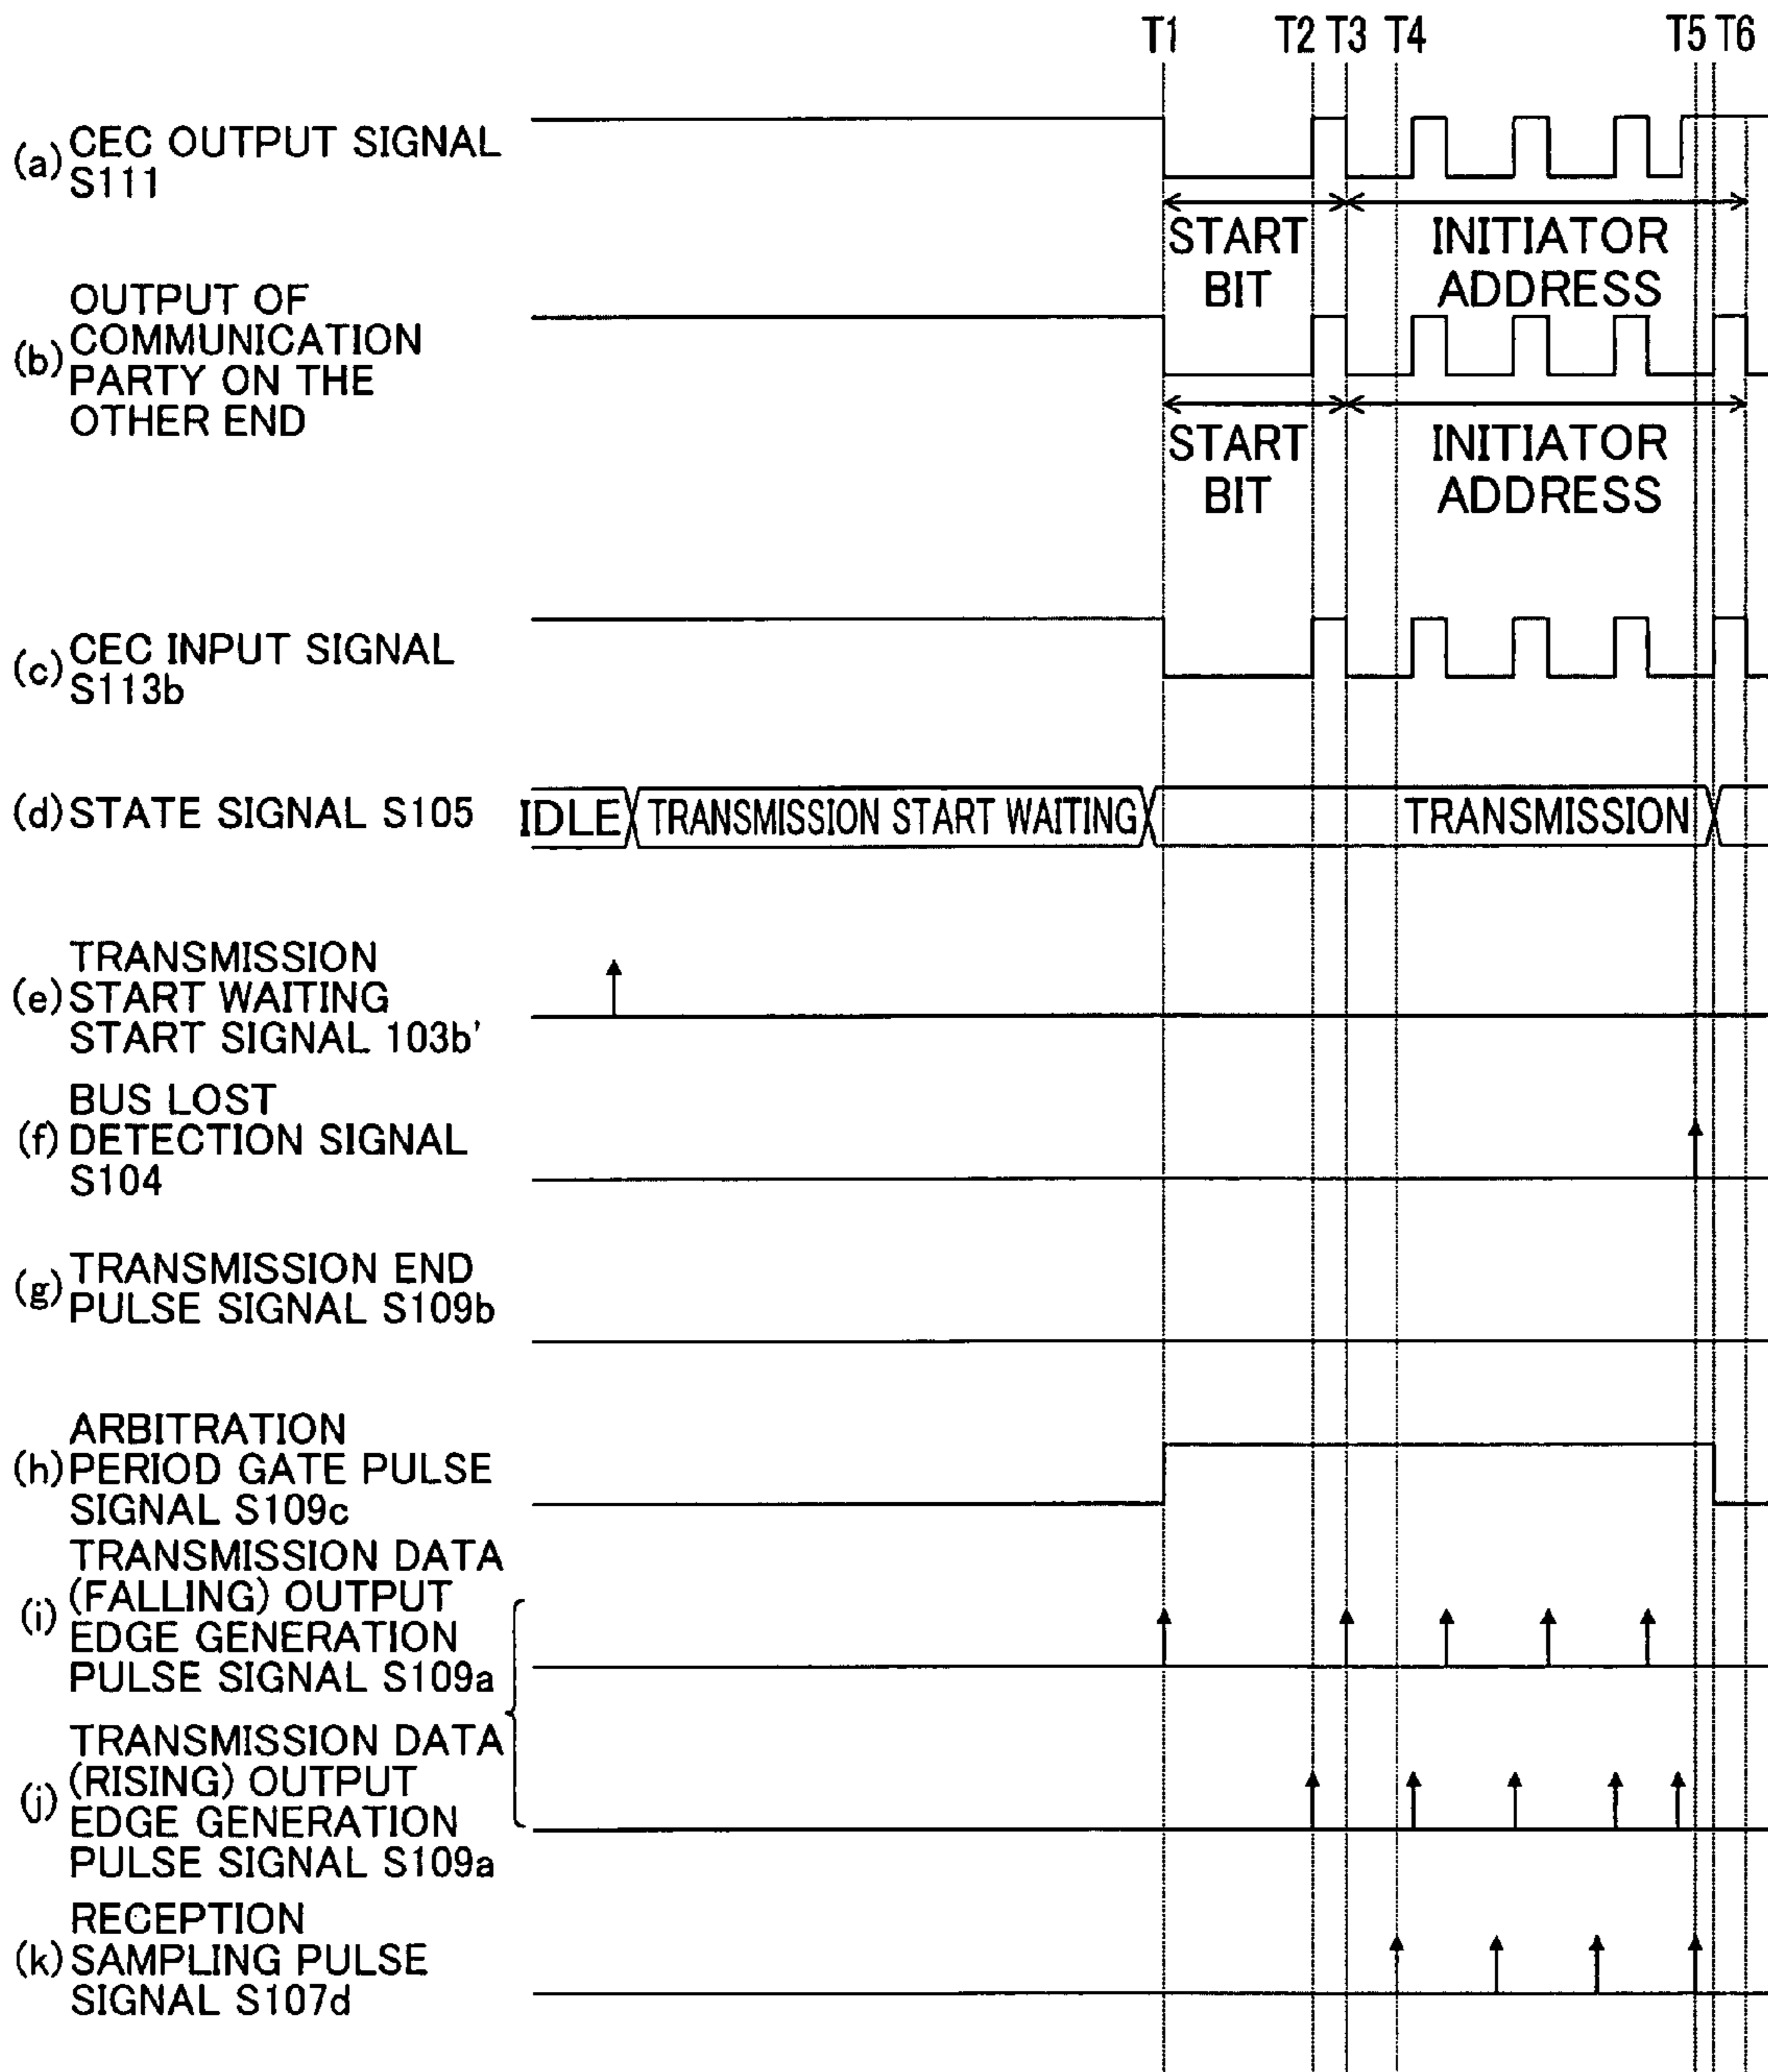 T1 T2 T3 T4 T5 T6
(a) CEC OUTPUT SIGNAL
S111
START
BIT
INITIATOR
ADDRESS
(b) OUTPUT OF
COMMUNICATION
PARTY ON THE
OTHER END
START
BIT
INITIATOR
ADDRESS
(c) CEC INPUT SIGNAL
S113b
(d) STATE SIGNAL S105
IDLE TRANSMISSION START WAITING TRANSMISSION
(e) TRANSMISSION
START WAITING
START SIGNAL 103b'
(f) BUS LOST
DETECTION SIGNAL
S104
(g) TRANSMISSION END
PULSE SIGNAL S109b
(h) ARBITRATION
PERIOD GATE PULSE
SIGNAL S109c
(i) TRANSMISSION DATA
(FALLING) OUTPUT
EDGE GENERATION
PULSE SIGNAL S109a
(j) TRANSMISSION DATA
(RISING) OUTPUT
EDGE GENERATION
PULSE SIGNAL S109a
(k) RECEPTION
SAMPLING PULSE
SIGNAL S107d